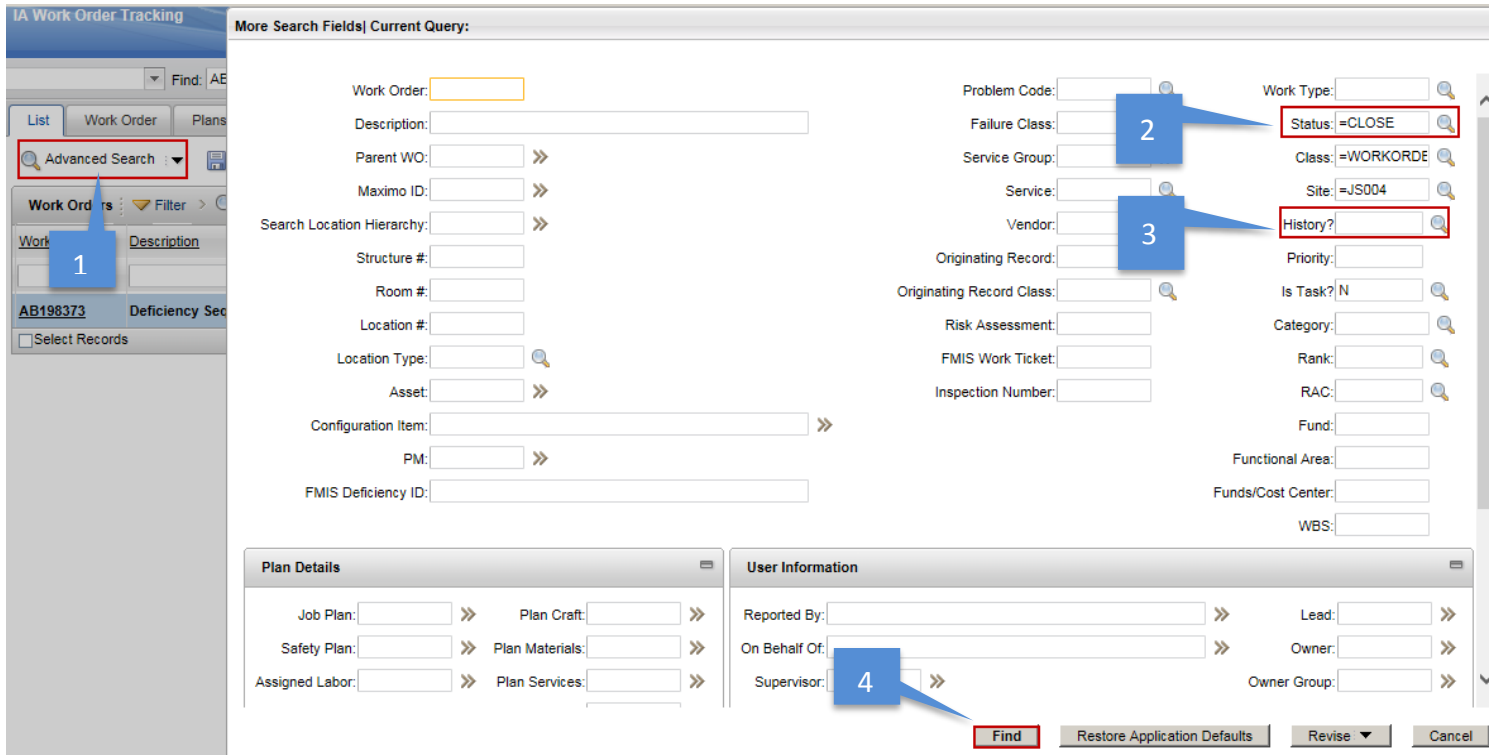 IA Work Order Tracking
More Search Fields| Current Query:
Find: AB
List Work Order Plans
Advanced Search
Work Orders Filter >
Work Description
AB198373 Deficiency Seq
Select Records
1
Work Order: Problem Code: Work Type:
Description: Failure Class: 2 Status: =CLOSE
Parent WO: Service Group: Class: =WORKORDE
Maximo ID: Service: Site: =JS004
Search Location Hierarchy: Vendor: 3 History?
Structure #: Originating Record: Priority:
Room #: Originating Record Class: Is Task? N
Location #: Risk Assessment: Category:
Location Type: FMIS Work Ticket: Rank:
Asset: Inspection Number: RAC:
Configuration Item: Fund:
PM: Functional Area:
FMIS Deficiency ID: Funds/Cost Center:
WBS:
Plan Details
Job Plan: Plan Craft:
Safety Plan: Plan Materials:
Assigned Labor: Plan Services:
User Information
Reported By: Lead:
On Behalf Of: Owner:
Supervisor: 4 Owner Group:
Find Restore Application Defaults Revise Cancel